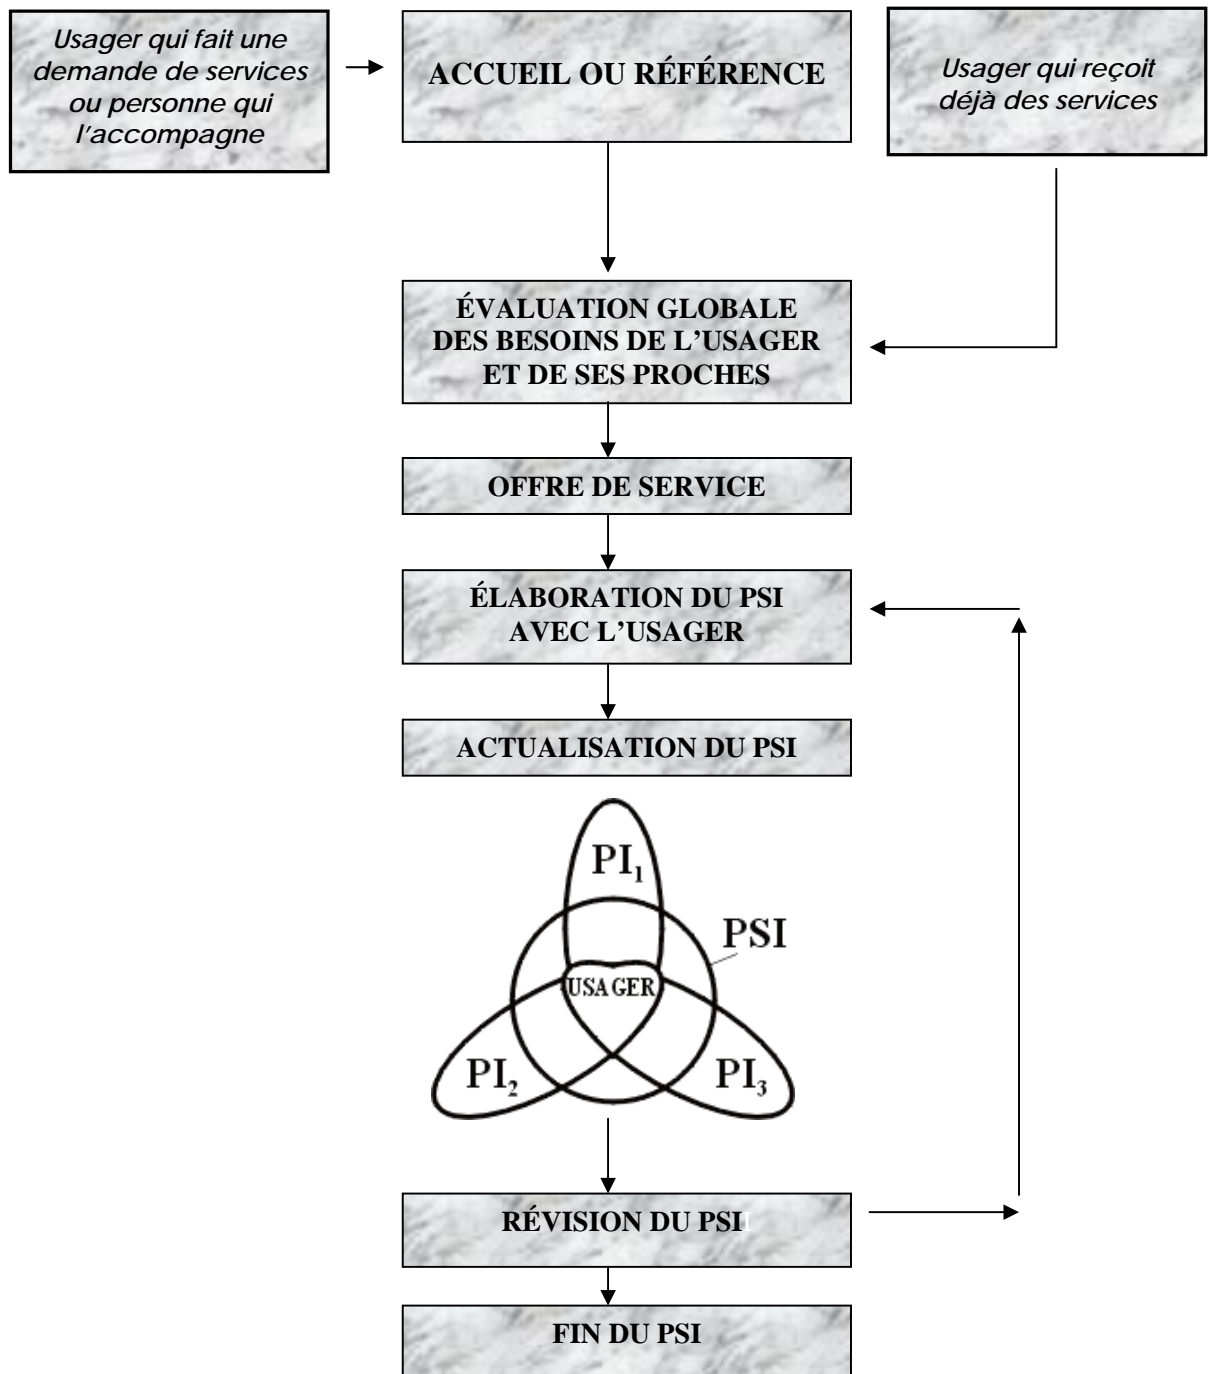 Usager qui fait une
demande de services
ou personne qui
l'accompagne
ACCUEIL OU RÉFÉRENCE
Usager qui reçoit
déjà des services
ÉVALUATION GLOBALE
DES BESOINS DE L'USAGER
ET DE SES PROCHES
OFFRE DE SERVICE
ÉLABORATION DU PSI
AVEC L'USAGER
ACTUALISATION DU PSI
PI₁
PSI
USAGER
PI₂
PI₃
RÉVISION DU PSI
FIN DU PSI